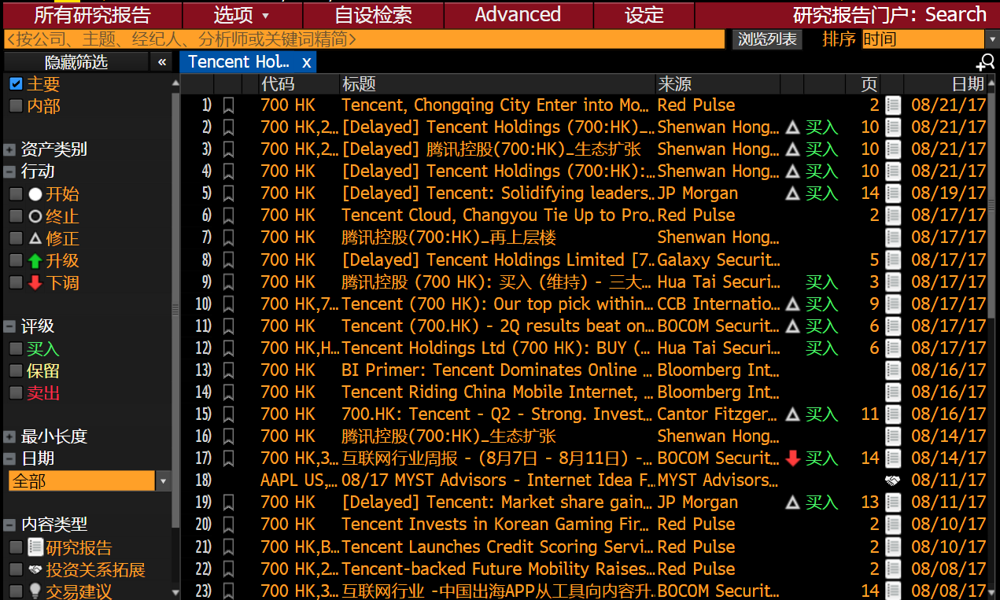 所有研究报告 选项 自设检索 Advanced 设定 研究报告门户: Search
<按公司、主题、经纪人、分析师或关键词精简> 浏览列表 排序 时间
隐藏筛选 « Tencent Hol... x
主要
内部
资产类别
行动
开始
终止
修正
升级
下调
评级
买入
保留
卖出
最小长度
日期
全部
内容类型
研究报告
投资关系拓展
交易建议
代码 标题 来源 页 日期
1) 700 HK Tencent, Chongqing City Enter into Mo... Red Pulse 2 08/21/17
2) 700 HK,2... [Delayed] Tencent Holdings (700:HK)_... Shenwan Hong... 买入 10 08/21/17
3) 700 HK,2... [Delayed] 腾讯控股(700:HK)_生态扩张 Shenwan Hong... 买入 10 08/21/17
4) 700 HK [Delayed] Tencent Holdings (700:HK):... Shenwan Hong... 买入 10 08/21/17
5) 700 HK [Delayed] Tencent: Solidifying leaders... JP Morgan 买入 14 08/19/17
6) 700 HK Tencent Cloud, Changyou Tie Up to Pro... Red Pulse 2 08/17/17
7) 700 HK 腾讯控股(700:HK)_再上层楼 Shenwan Hong... 08/17/17
8) 700 HK [Delayed] Tencent Holdings Limited [7... Galaxy Securit... 5 08/17/17
9) 700 HK 腾讯控股 (700 HK): 买入 (维持) - 三大... Hua Tai Securi... 买入 3 08/17/17
10) 700 HK,7... Tencent (700 HK): Our top pick within... CCB Internatio... 买入 9 08/17/17
11) 700 HK Tencent (700.HK) - 2Q results beat on... BOCOM Securit... 买入 6 08/17/17
12) 700 HK,H... Tencent Holdings Ltd (700 HK): BUY (... Hua Tai Securi... 买入 6 08/17/17
13) 700 HK BI Primer: Tencent Dominates Online ... Bloomberg Int... 08/16/17
14) 700 HK Tencent Riding China Mobile Internet, ... Bloomberg Int... 08/16/17
15) 700 HK 700.HK: Tencent - Q2 - Strong. Invest... Cantor Fitzger... 买入 11 08/16/17
16) 700 HK 腾讯控股(700:HK)_生态扩张 Shenwan Hong... 08/14/17
17) 700 HK,3... 互联网行业周报 - (8月7日 - 8月11日) -... BOCOM Securit... 买入 14 08/14/17
18) AAPL US,... 08/17 MYST Advisors - Internet Idea F... MYST Advisors... 08/11/17
19) 700 HK [Delayed] Tencent: Market share gain... JP Morgan 买入 13 08/11/17
20) 700 HK Tencent Invests in Korean Gaming Fir... Red Pulse 2 08/10/17
21) 700 HK,B... Tencent Launches Credit Scoring Servi... Red Pulse 2 08/10/17
22) 700 HK,2... Tencent-backed Future Mobility Raises... Red Pulse 2 08/08/17
23) 700 HK,3... 互联网行业 -中国出海APP从工具向内容升... BOCOM Securit... 14 08/08/17